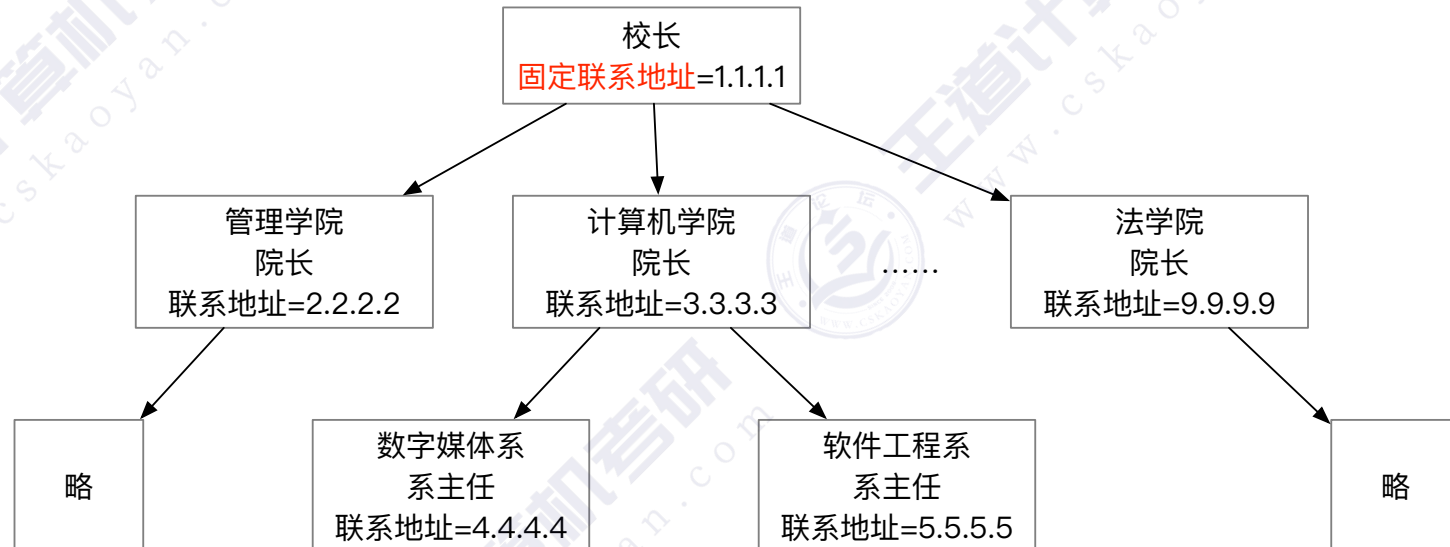 校长
固定联系地址=1.1.1.1
管理学院
院长
联系地址=2.2.2.2
计算机学院
院长
联系地址=3.3.3.3
……
法学院
院长
联系地址=9.9.9.9
略
数字媒体系
系主任
联系地址=4.4.4.4
软件工程系
系主任
联系地址=5.5.5.5
略